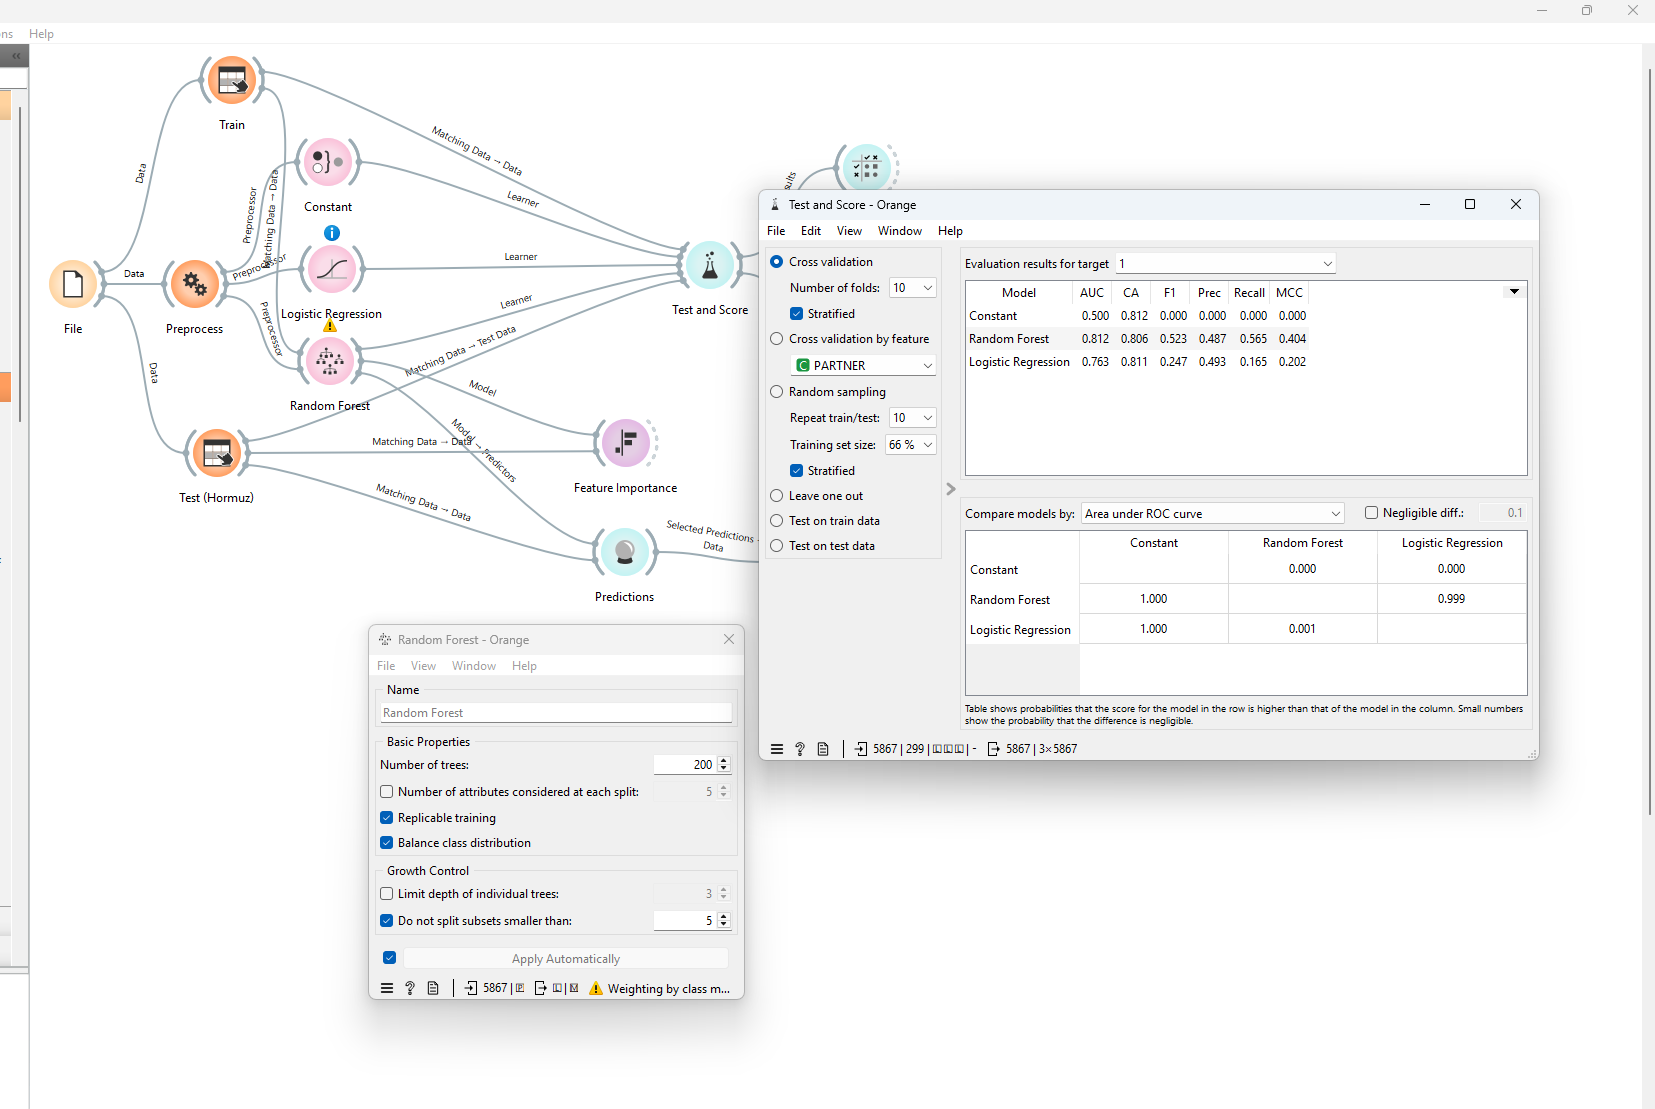 ns Help
Train
Data
Matching Data → Data
Constant
Preprocessor
Matching Data → Data
Learner
Preprocessor
Logistic Regression
Learner
File
Data
Preprocess
Preprocessor
Random Forest
Learner
Matching Data → Test Data
Test and Score
sults
Data
Test (Hormuz)
Model
Model → Predictors
Matching Data → Data
Feature Importance
Matching Data → Data
Predictions
Selected Predictions →
Data
Test and Score - Orange
File Edit View Window Help
Cross validation
Number of folds: 10
Stratified
Cross validation by feature
C PARTNER
Random sampling
Repeat train/test: 10
Training set size: 66 %
Stratified
Leave one out
Test on train data
Test on test data
Evaluation results for target 1
Model AUC CA F1 Prec Recall MCC
Constant 0.500 0.812 0.000 0.000 0.000 0.000
Random Forest 0.812 0.806 0.523 0.487 0.565 0.404
Logistic Regression 0.763 0.811 0.247 0.493 0.165 0.202
Compare models by: Area under ROC curve Negligible diff.: 0.1
Constant Random Forest Logistic Regression
Constant 0.000 0.000
Random Forest 1.000 0.999
Logistic Regression 1.000 0.001
Table shows probabilities that the score for the model in the row is higher than that of the model in the column. Small numbers
show the probability that the difference is negligible.
5867 | 299 | | - 5867 | 3×5867
Random Forest - Orange
File View Window Help
Name
Random Forest
Basic Properties
Number of trees: 200
Number of attributes considered at each split: 5
Replicable training
Balance class distribution
Growth Control
Limit depth of individual trees: 3
Do not split subsets smaller than: 5
Apply Automatically
5867 | P L | M Weighting by class m...